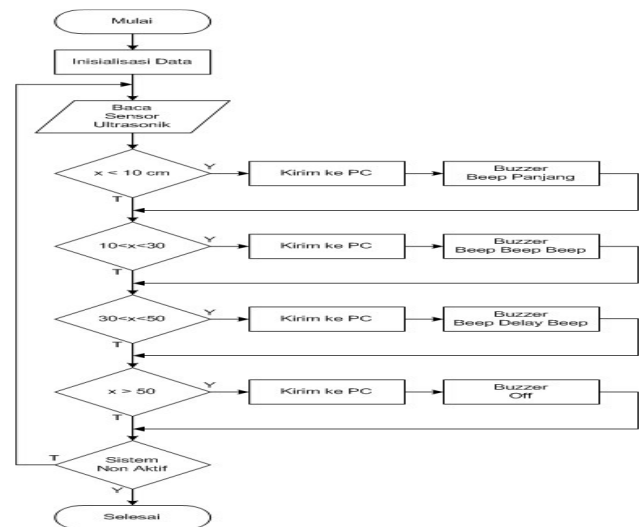 Mulai
Inisialisasi Data
Baca
Sensor
Ultrasonik
x < 10 cm
Y
Kirim ke PC
Buzzer
Beep Panjang
T
10<x<30
Y
Kirim ke PC
Buzzer
Beep Beep Beep
T
30<x<50
Y
Kirim ke PC
Buzzer
Beep Delay Beep
T
x > 50
Y
Kirim ke PC
Buzzer
Off
T
T
Sistem
Non Aktif
Y
Selesai